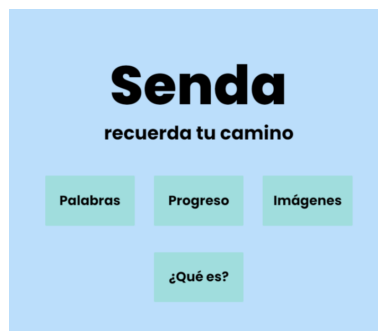 Senda
recuerda tu camino
Palabras Progreso Imágenes
¿Qué es?